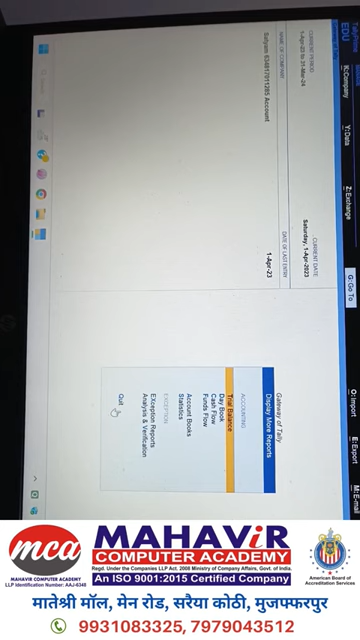 TallyPrime
EDU
MANAGE
K:Company
Y:Data
Z:Exchange
G:Go To
O:Import
E:Export
M:E-mail
CURRENT PERIOD
1-Apr-23 to 31-Mar-24
CURRENT DATE
Saturday, 1-Apr-2023
NAME OF COMPANY
DATE OF LAST ENTRY
Satyam 634817011205 Account
1-Apr-23
Gateway of Tally
Display More Reports
ACCOUNTING
Trial Balance
Day Book
Cash Flow
Funds Flow
Account Books
Statistics
EXCEPTION
EXception Reports
Analysis & Verification
Quit
mca
MAHAVIR COMPUTER ACADEMY
LLP Identification Number: AAJ-6340
MAHAViR
COMPUTER ACADEMY
Regd. Under the Companies LLP Act. 2008 Ministry of Company Affairs, Govt. of India.
An ISO 9001:2015 Certified Company
American Board of
Accreditation Services
मातेश्री मॉल, मेन रोड, सरैया कोठी, मुजफ्फरपुर
9931083325, 7979043512